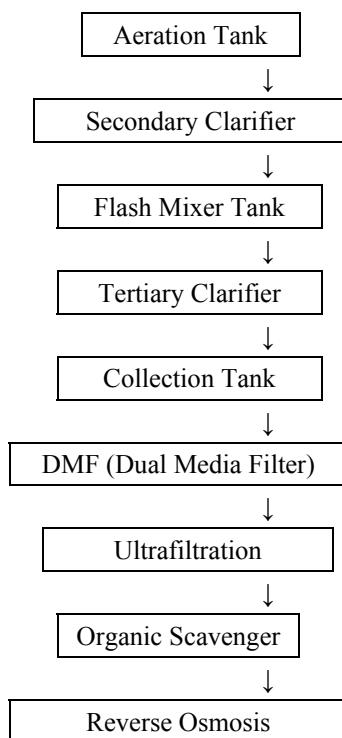 Aeration Tank
↓
Secondary Clarifier
↓
Flash Mixer Tank
↓
Tertiary Clarifier
↓
Collection Tank
↓
DMF (Dual Media Filter)
↓
Ultrafiltration
↓
Organic Scavenger
↓
Reverse Osmosis